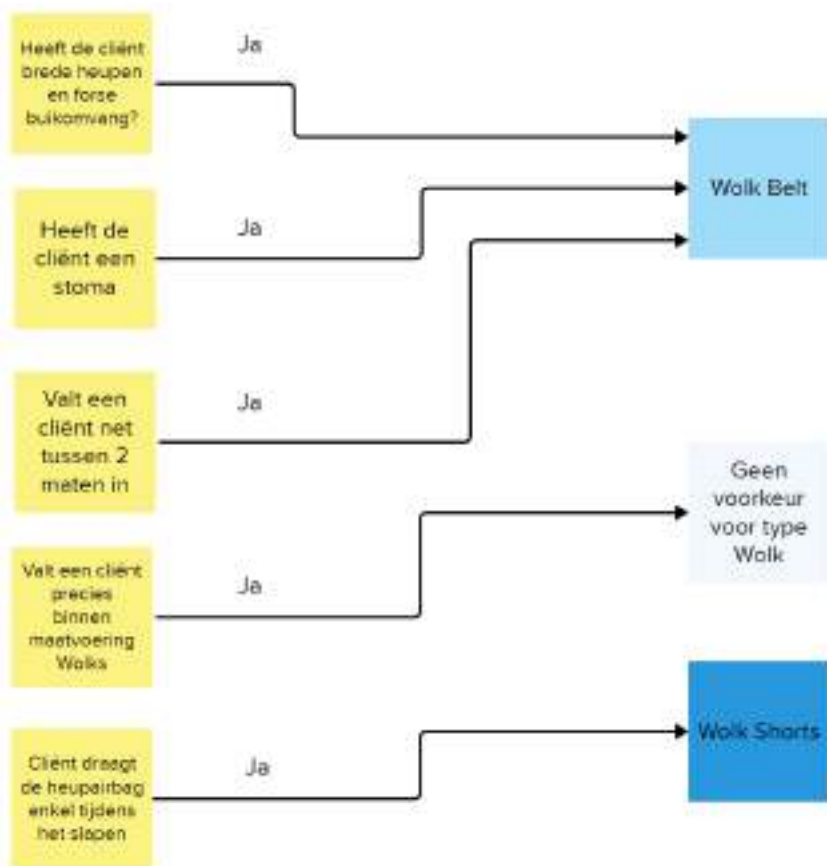 Heeft de cliënt
brede heupen
en forse
buikomvang?
Ja
Wolk Belt
Heeft de
cliënt een
stoma
Ja
Valt een
cliënt net
tussen 2
maten in
Ja
Geen
voorkeur
voor type
Wolk
Valt een cliënt
precies
binnen
maatvoering
Wolks
Ja
Wolk Shorts
Cliënt draagt
de heupairbag
enkel tijdens
het slapen
Ja